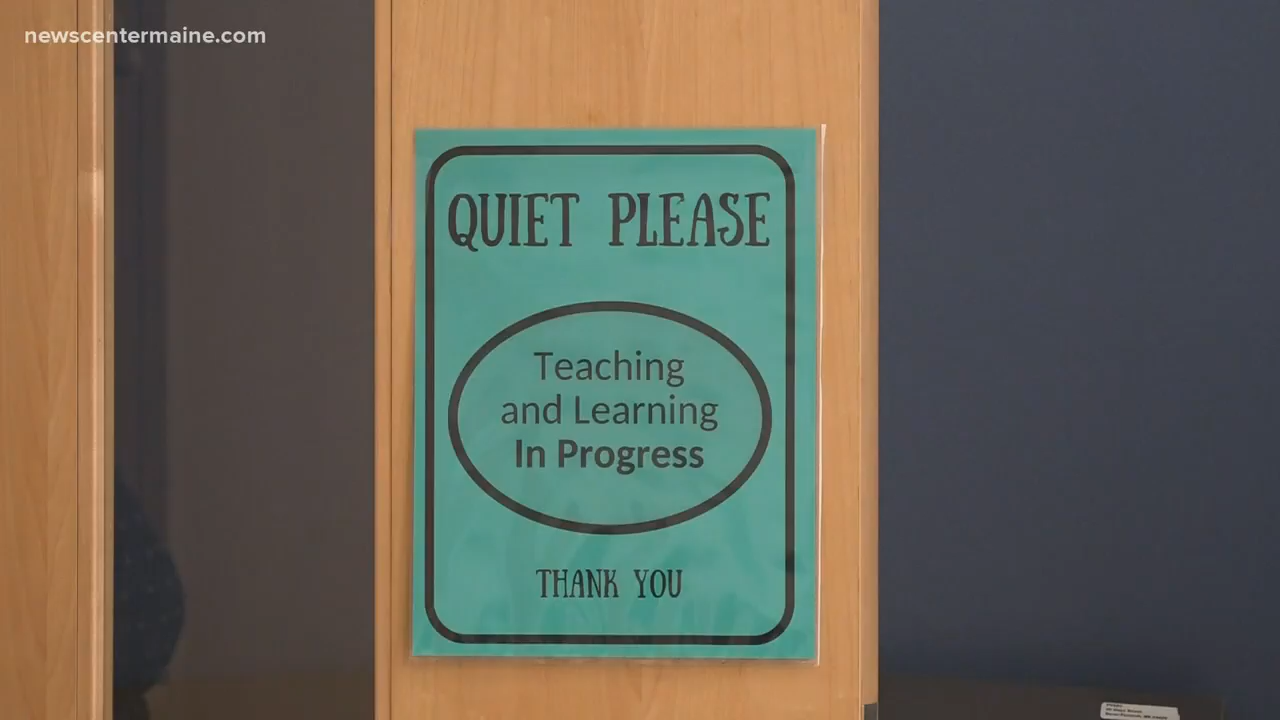 newscentermaine.com
QUIET PLEASE
Teaching
and Learning
In Progress
THANK YOU